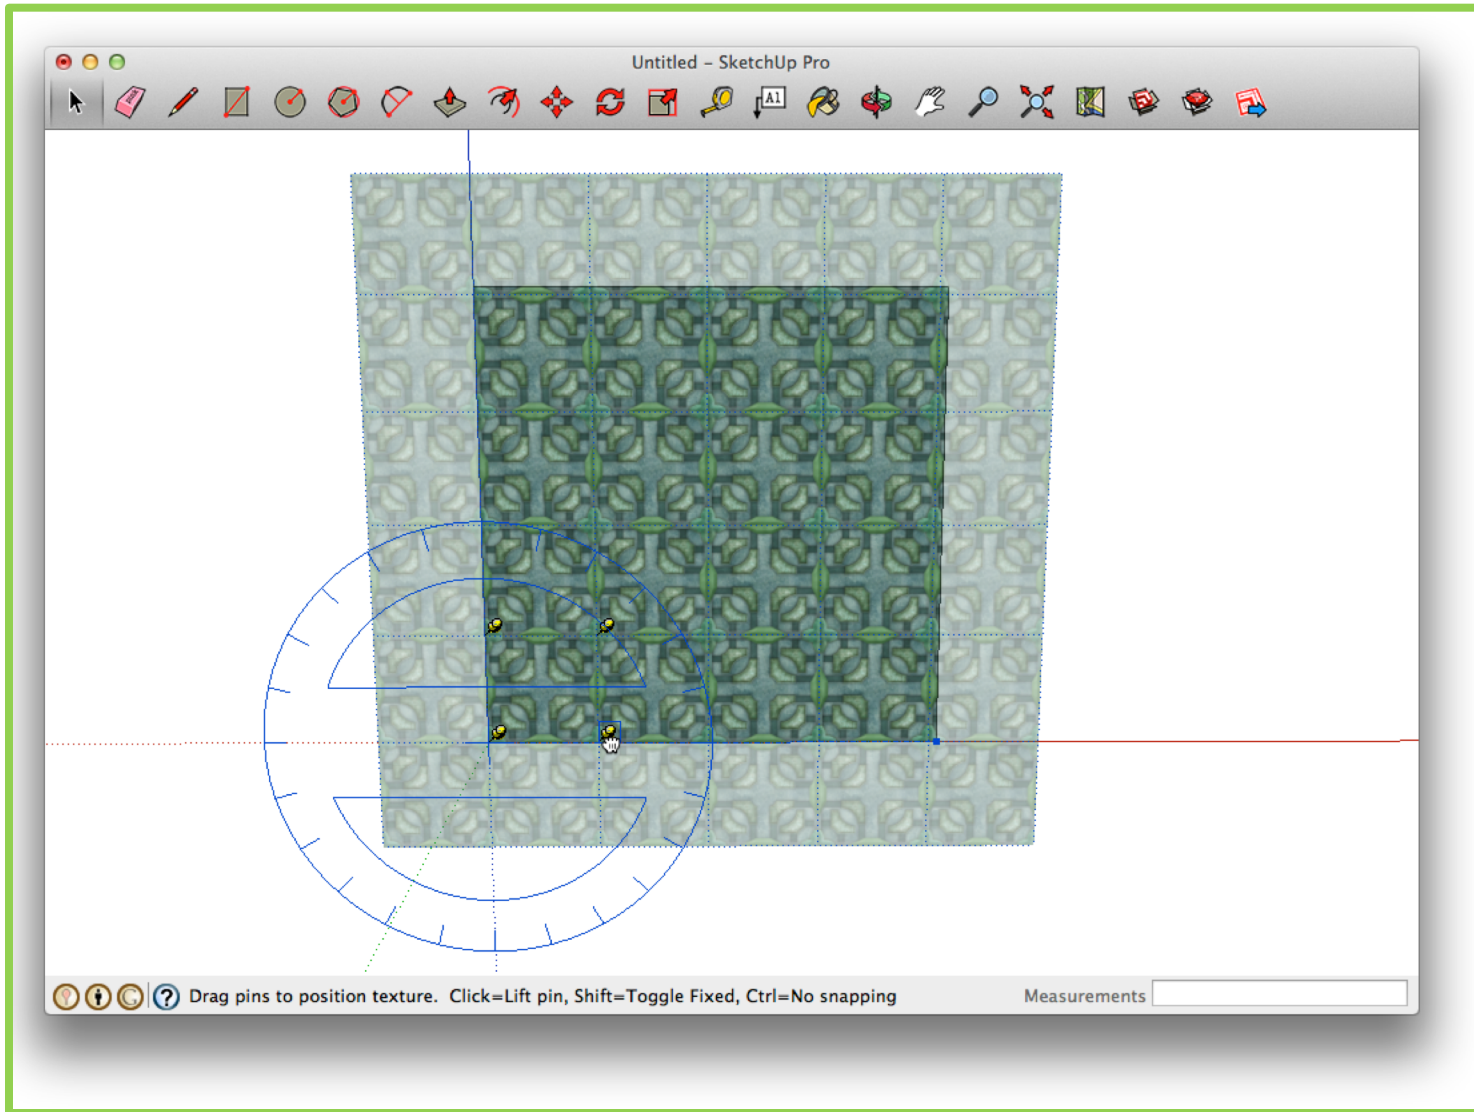 Untitled – SketchUp Pro
A1
Drag pins to position texture. Click=Lift pin, Shift=Toggle Fixed, Ctrl=No snapping
Measurements